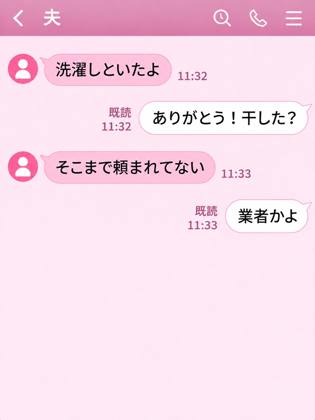 夫
洗濯しといたよ
11:32
既読
11:32
ありがとう！干した？
そこまで頼まれてない
11:33
既読
11:33
業者かよ